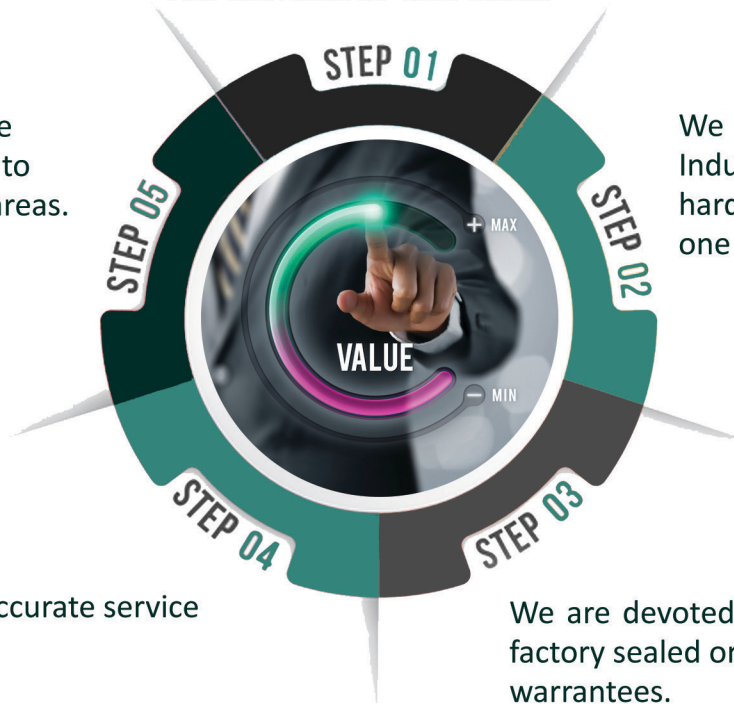 STEP 01
We
Indu
hard
one
STEP 02
STEP 03
We are devoted
factory sealed or
warrantees.
STEP 04
ccurate service
STEP 05
e
to
areas.
+ MAX
VALUE
− MIN